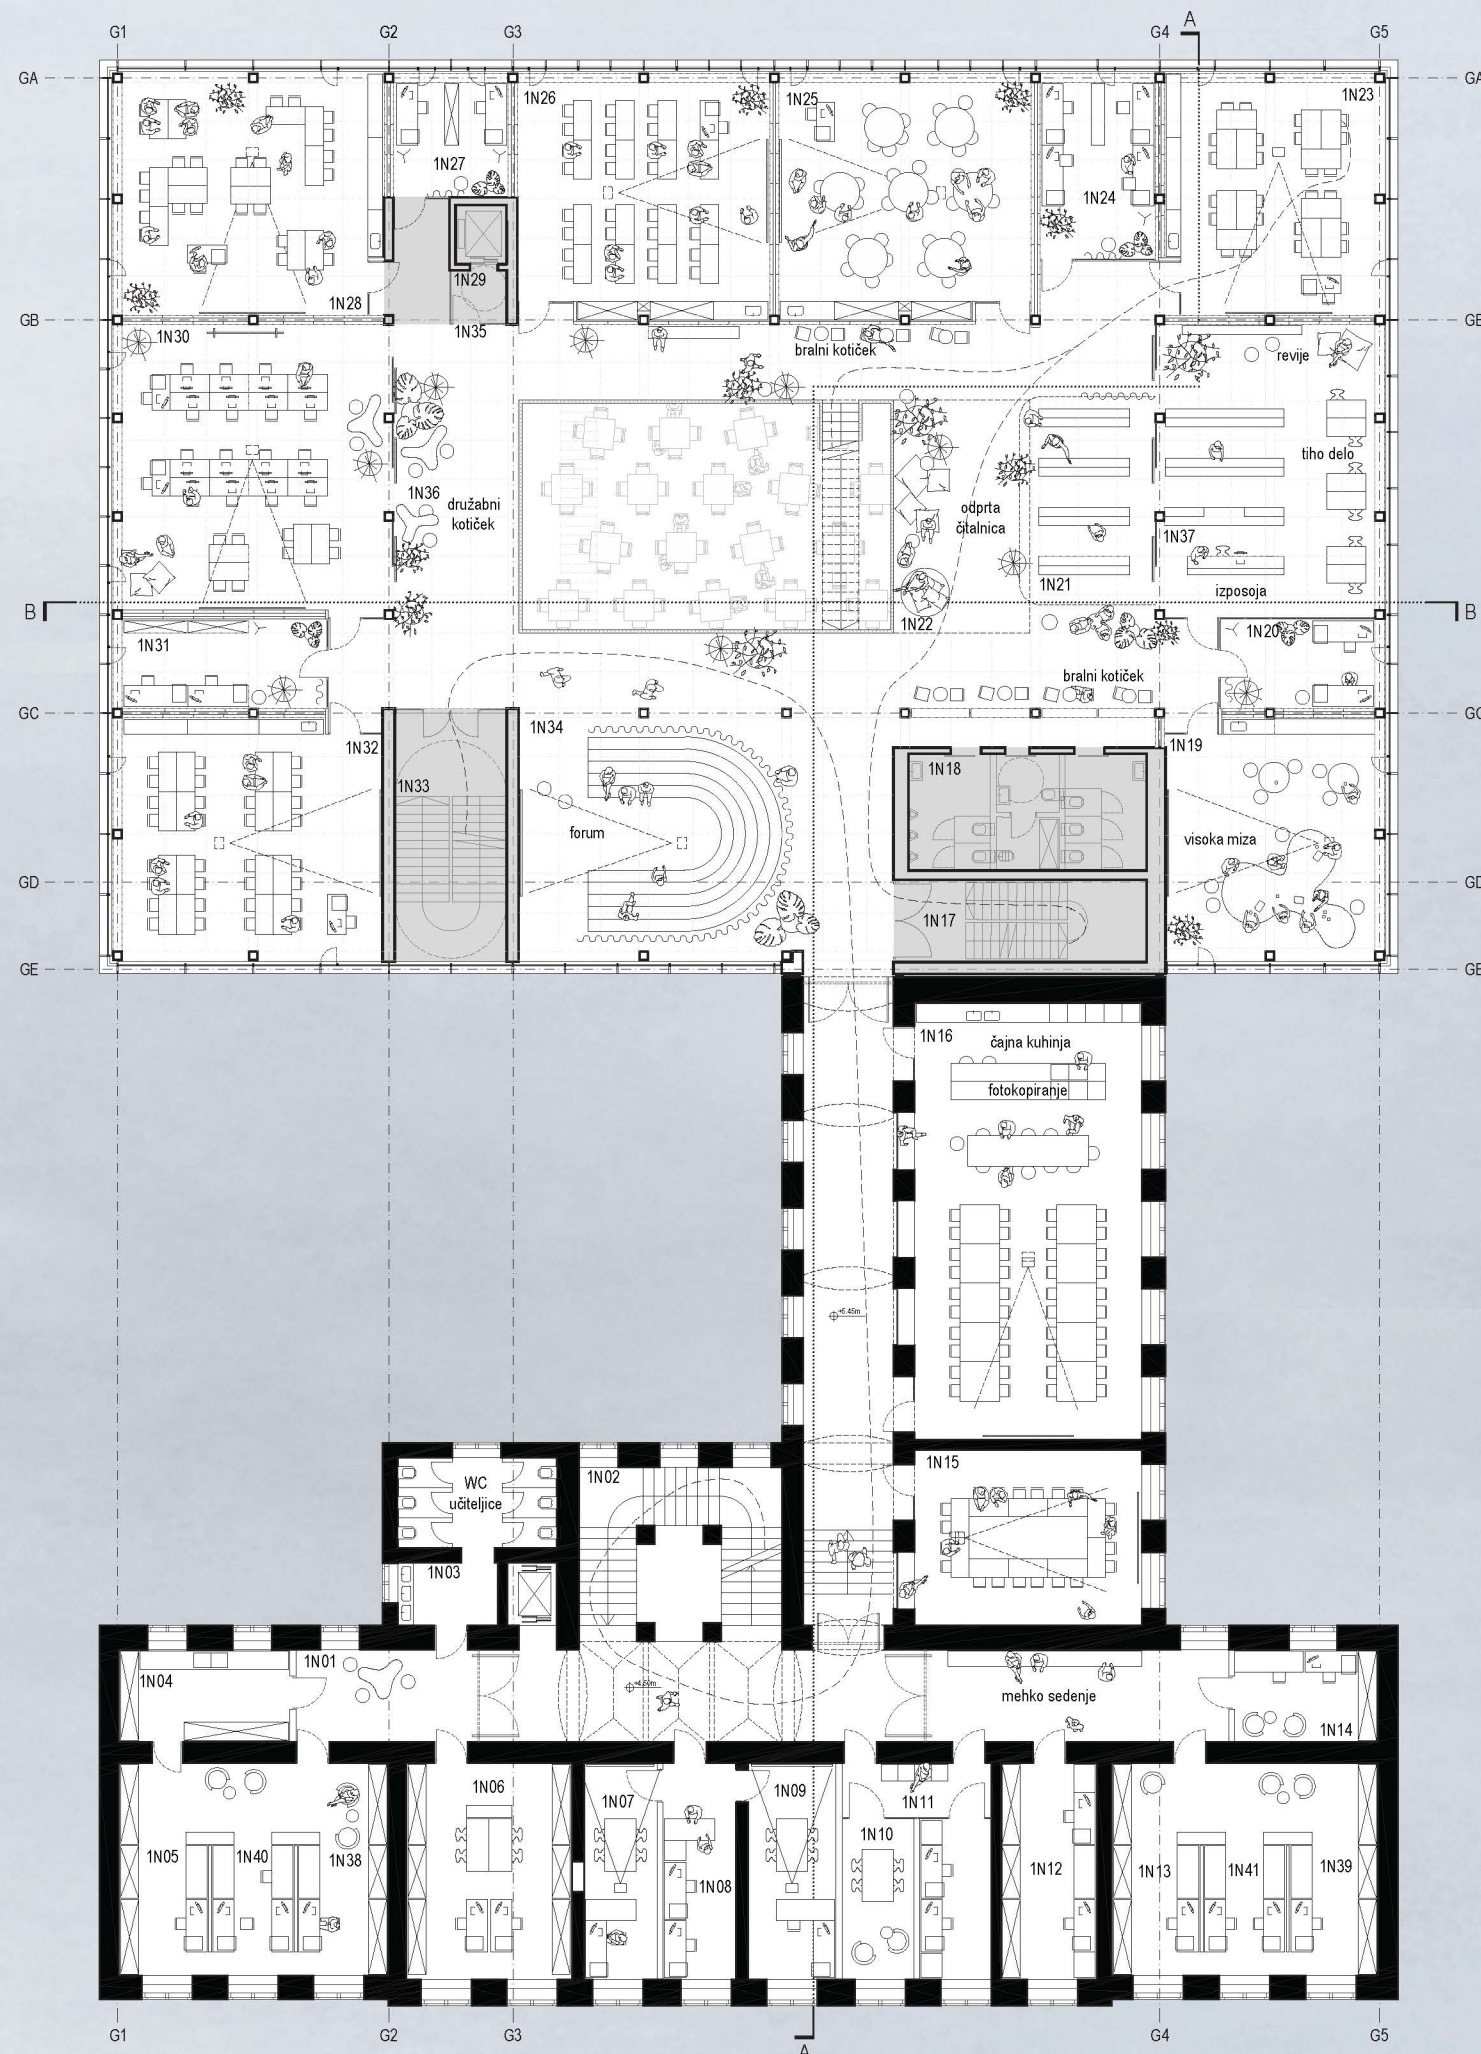 G1 G2 G3 G4 A G5
GA GA
1N26 1N25 1N23
1N27
1N24
1N29
1N28
1N35
GB GB
1N30
bralni kotiček
revije
tiho delo
1N36
družabni
kotiček
odprta
čitalnica
1N37
1N21
izposoja
B B
1N22
1N20
1N31
bralni kotiček
GC GC
1N34
1N32
1N19
1N18
1N33
forum
visoka miza
GD GD
1N17
GE GE
1N16
čajna kuhinja
fotokopiranje
+5.45m
1N15
WC
učiteljice
1N02
1N03
1N01
1N04
+4.50m
mehko sedenje
1N14
1N06
1N07
1N09
1N11
1N10
1N05 1N40 1N38
1N08
1N12
1N13 1N41 1N39
G1 G2 G3 G4 G5
A